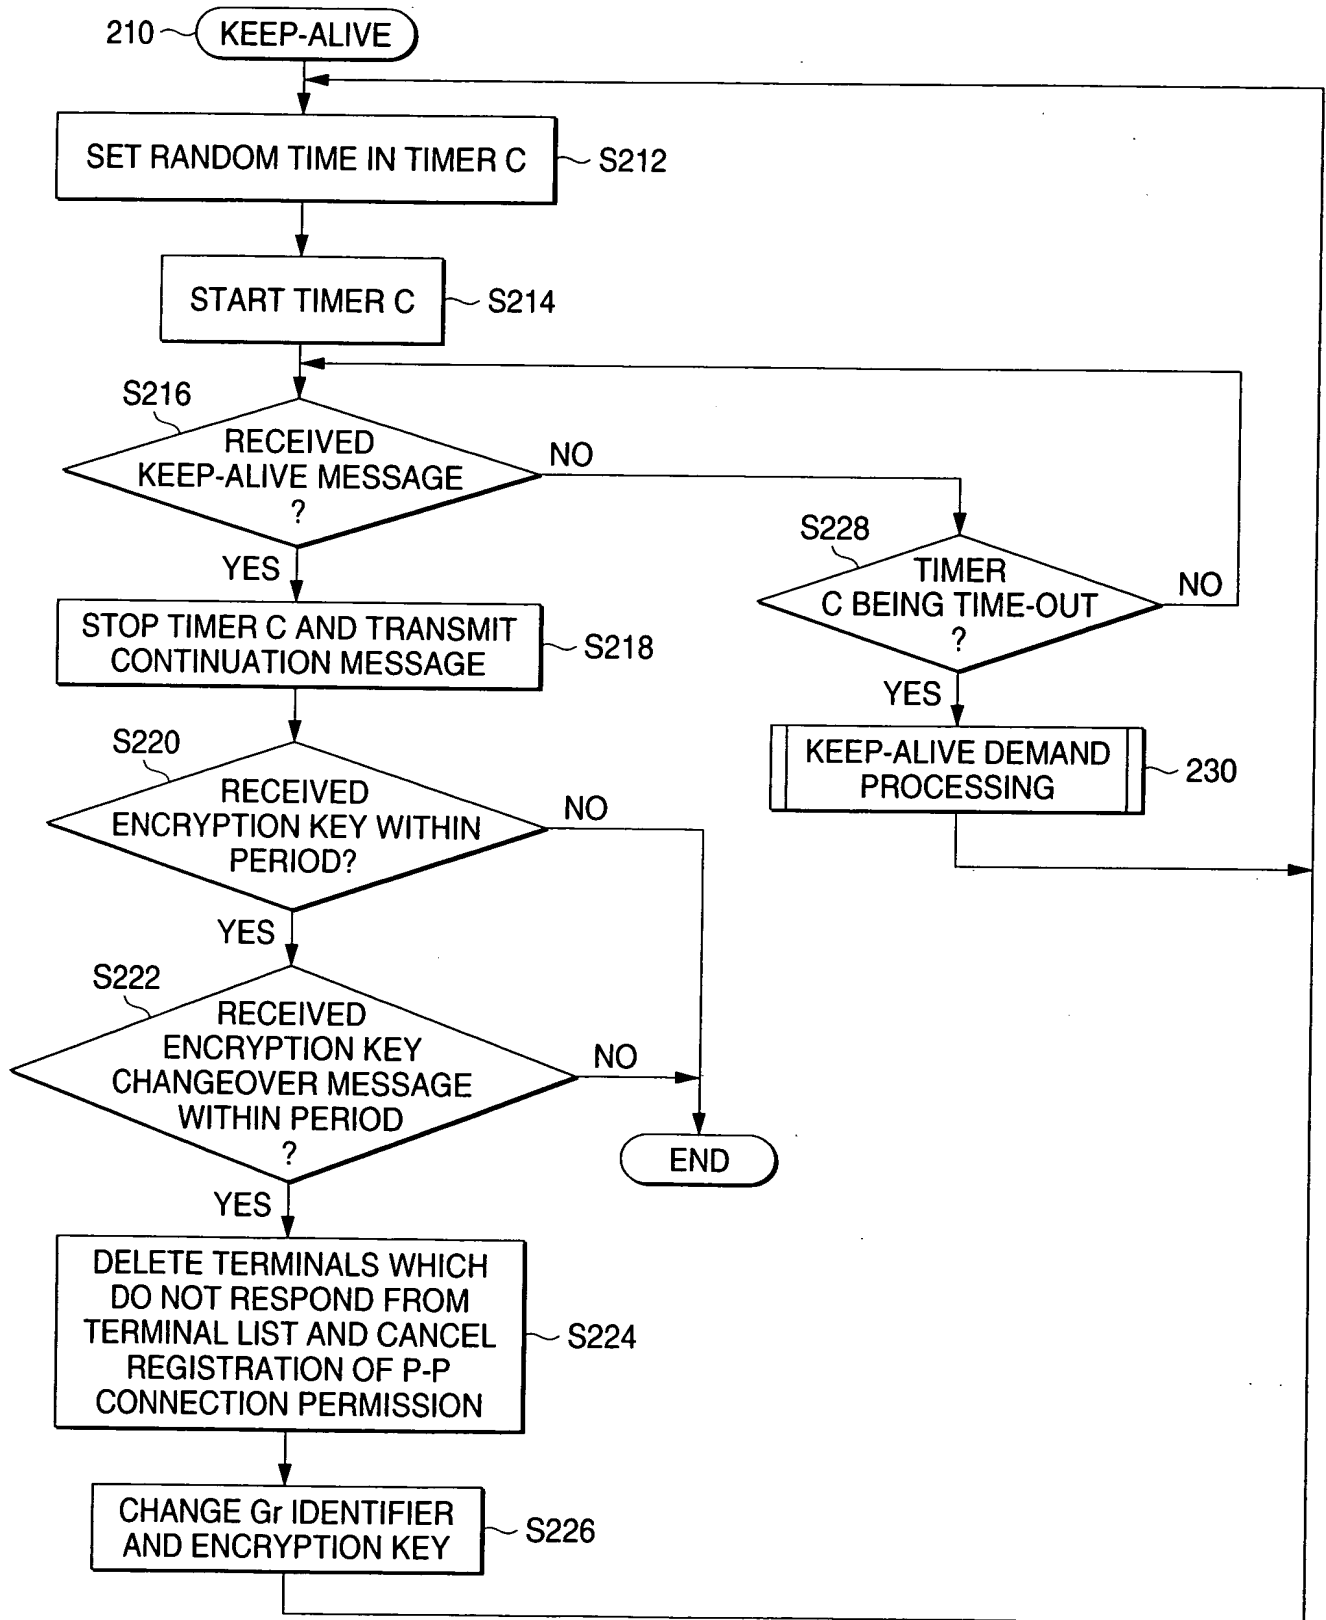 210
KEEP-ALIVE
SET RANDOM TIME IN TIMER C
S212
START TIMER C
S214
S216
RECEIVED
KEEP-ALIVE MESSAGE
?
NO
YES
S228
TIMER
C BEING TIME-OUT
?
NO
YES
STOP TIMER C AND TRANSMIT
CONTINUATION MESSAGE
S218
KEEP-ALIVE DEMAND
PROCESSING
230
S220
RECEIVED
ENCRYPTION KEY WITHIN
PERIOD?
NO
YES
S222
RECEIVED
ENCRYPTION KEY
CHANGEOVER MESSAGE
WITHIN PERIOD
?
NO
YES
END
DELETE TERMINALS WHICH
DO NOT RESPOND FROM
TERMINAL LIST AND CANCEL
REGISTRATION OF P-P
CONNECTION PERMISSION
S224
CHANGE Gr IDENTIFIER
AND ENCRYPTION KEY
S226